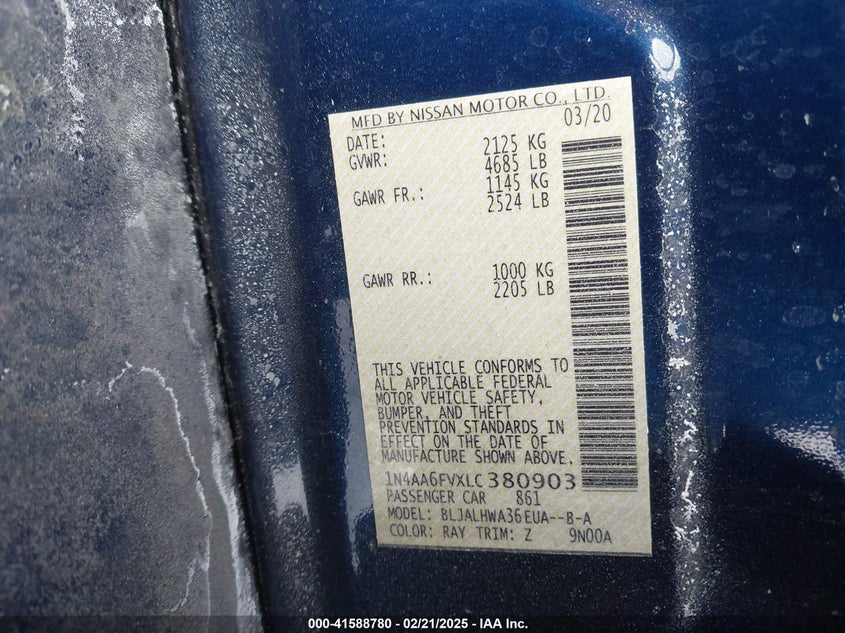 MFD BY NISSAN MOTOR CO., LTD.
DATE: 03/20
GVWR: 2125 KG
4685 LB
GAWR FR.: 1145 KG
2524 LB
GAWR RR.: 1000 KG
2205 LB
THIS VEHICLE CONFORMS TO
ALL APPLICABLE FEDERAL
MOTOR VEHICLE SAFETY,
BUMPER, AND THEFT
PREVENTION STANDARDS IN
EFFECT ON THE DATE OF
MANUFACTURE SHOWN ABOVE.
1N4AA6FVXLC380903
PASSENGER CAR 861
MODEL: BLJALHWA36EUA--B-A
COLOR: RAY TRIM: Z 9N00A
000-41588780 - 02/21/2025 - IAA Inc.